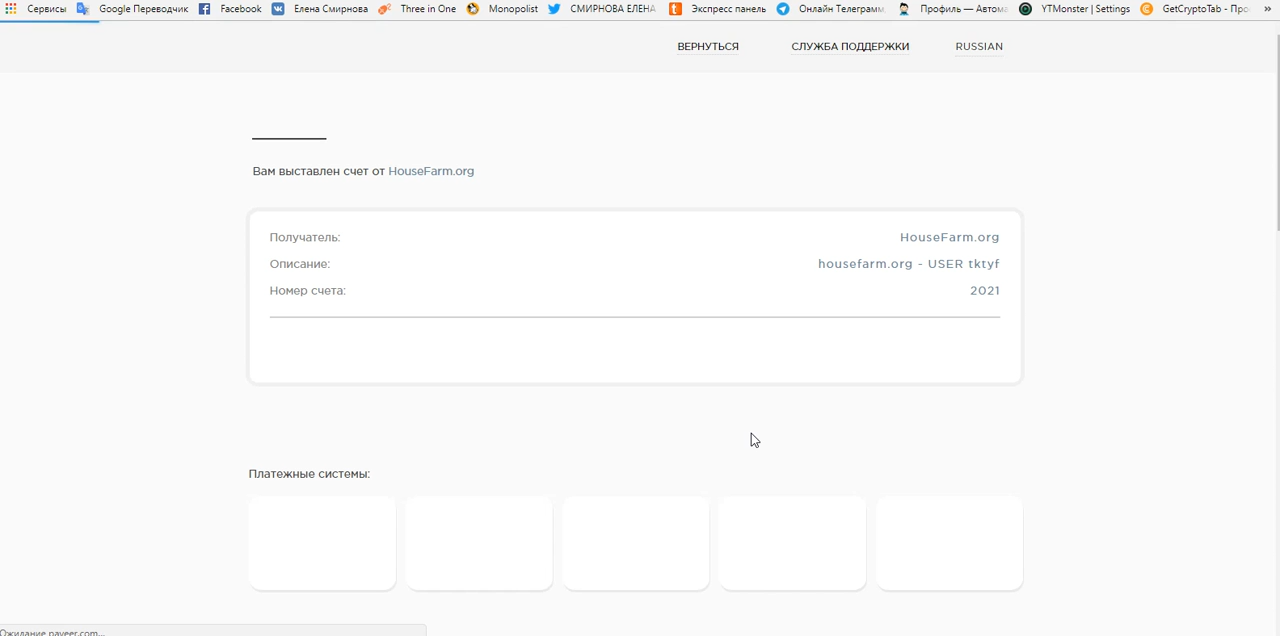 Сервисы Google Переводчик Facebook Елена Смирнова Three in One Monopolist СМИРНОВА ЕЛЕНА Экспресс панель Онлайн Телеграмм. Профиль — Автома YTMonster | Settings GetCryptoTab - Про »
ВЕРНУТЬСЯ СЛУЖБА ПОДДЕРЖКИ RUSSIAN
Вам выставлен счет от HouseFarm.org
Получатель: HouseFarm.org
Описание: housefarm.org - USER tktyf
Номер счета: 2021
Платежные системы:
Ожидание payeer.com...